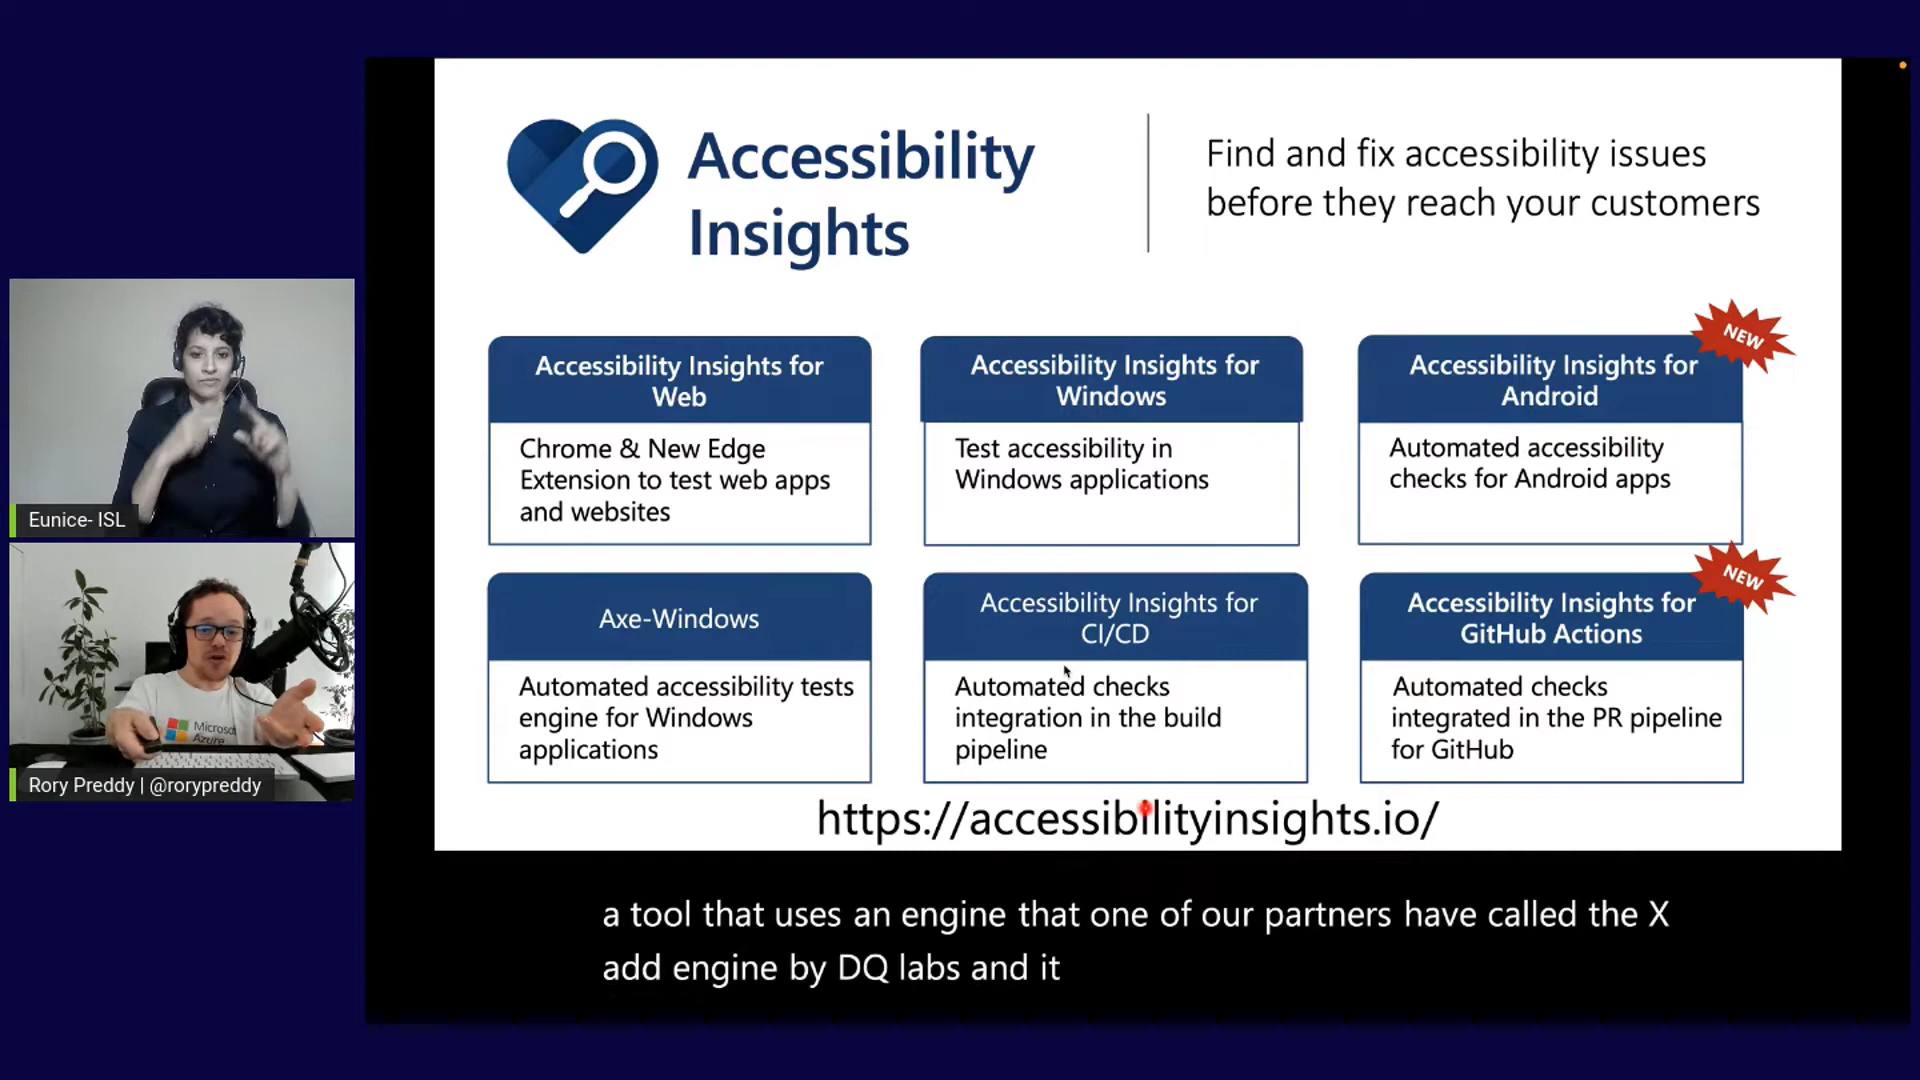 Accessibility
Insights
Find and fix accessibility issues
before they reach your customers
NEW
Accessibility Insights for
Web
Chrome & New Edge
Extension to test web apps
and websites
Accessibility Insights for
Windows
Test accessibility in
Windows applications
Accessibility Insights for
Android
Automated accessibility
checks for Android apps
NEW
Axe-Windows
Automated accessibility tests
engine for Windows
applications
Accessibility Insights for
CI/CD
Automated checks
integration in the build
pipeline
Accessibility Insights for
GitHub Actions
Automated checks
integrated in the PR pipeline
for GitHub
https://accessibilityinsights.io/
Eunice- ISL
Microsof
Azure
Rory Preddy | @rorypreddy
a tool that uses an engine that one of our partners have called the X
add engine by DQ labs and it